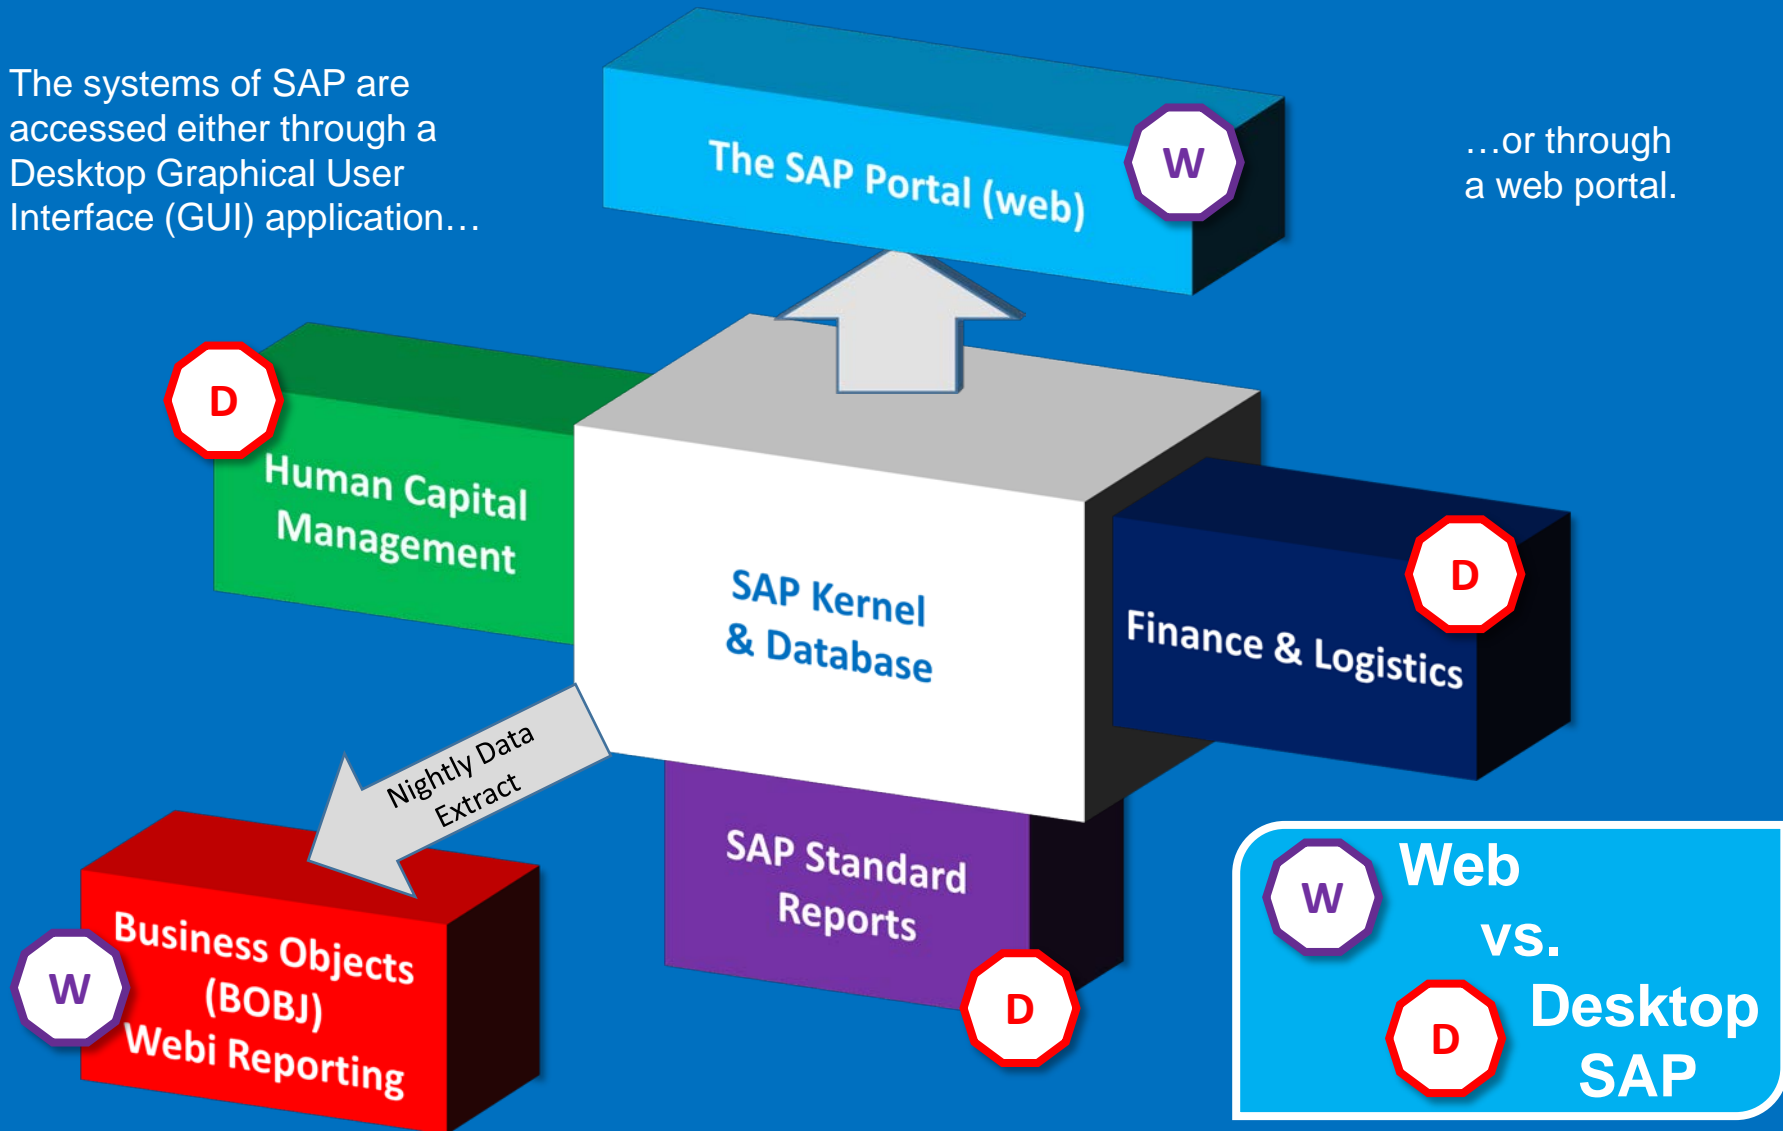 The systems of SAP are
accessed either through a
Desktop Graphical User
Interface (GUI) application…
The SAP Portal (web)
W
…or through
a web portal.
D
Human Capital
Management
SAP Kernel
& Database
D
Finance & Logistics
Nightly Data
Extract
SAP Standard
Reports
D
Business Objects
(BOBJ)
Webi Reporting
W
W
Web
vs.
D
Desktop
SAP